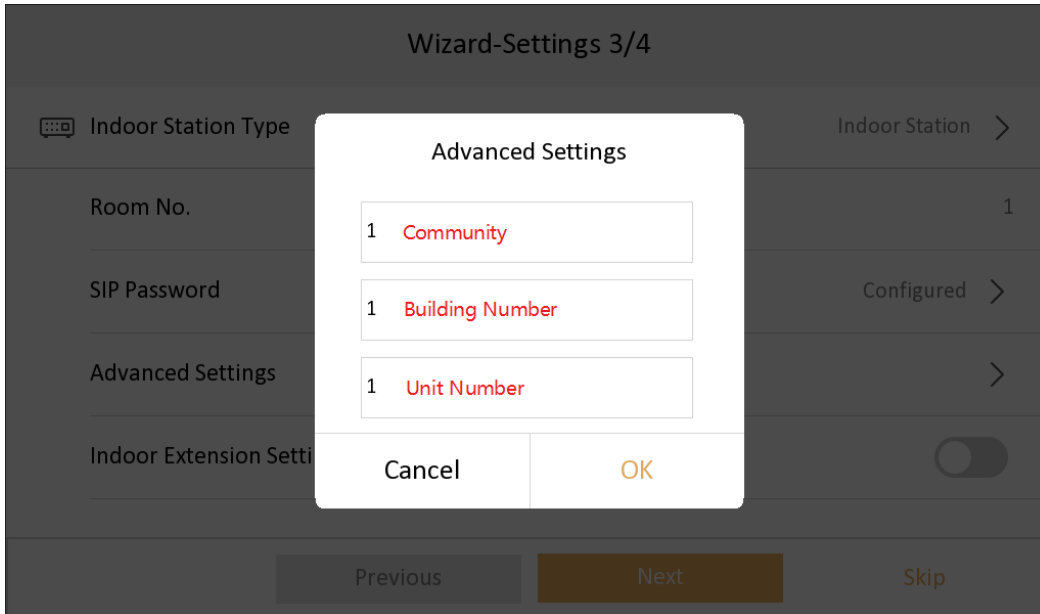 Wizard-Settings 3/4
Indoor Station Type
Indoor Station
Advanced Settings
Room No.
1
1 Community
SIP Password
Configured
1 Building Number
Advanced Settings
1 Unit Number
Indoor Extension Setti
Cancel
OK
Previous
Next
Skip